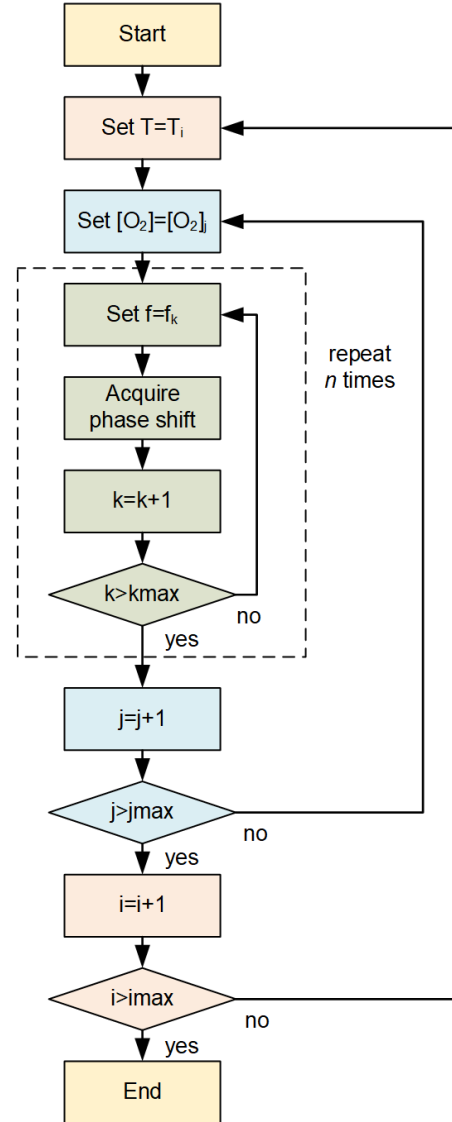 Start
Set T=Tᵢ
Set [O₂]=[O₂]ⱼ
Set f=fₖ
repeat
n times
Acquire
phase shift
k=k+1
k>kmax
no
yes
j=j+1
j>jmax
no
yes
i=i+1
i>imax
no
yes
End